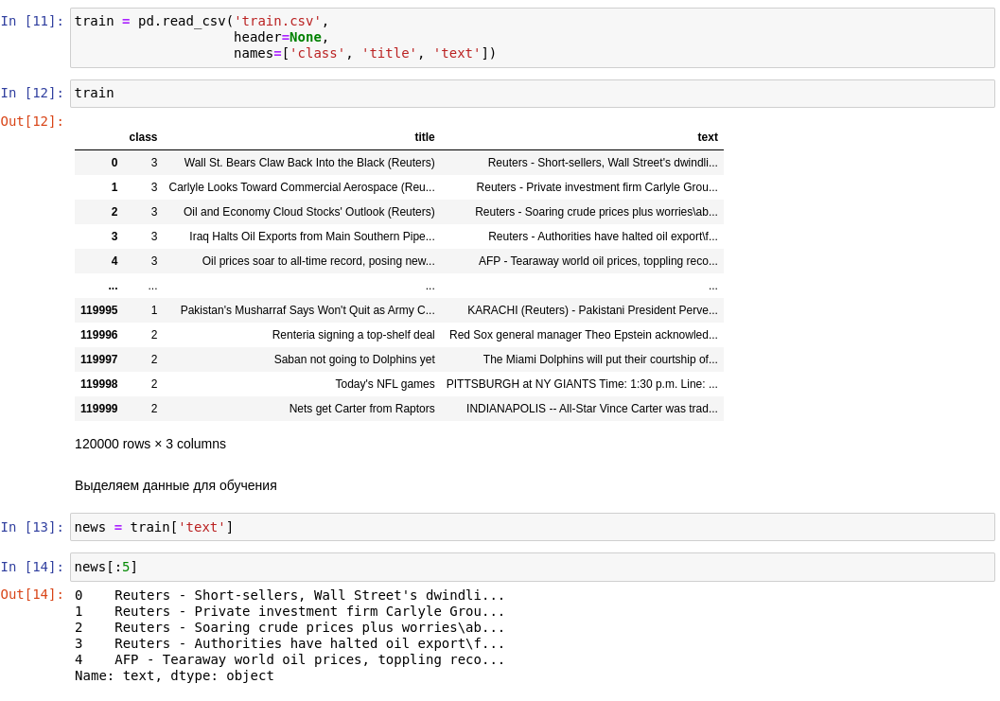 In [11]: train = pd.read_csv('train.csv',
header=None,
names=['class', 'title', 'text'])
In [12]: train
Out[12]:
class title text
0 3 Wall St. Bears Claw Back Into the Black (Reuters) Reuters - Short-sellers, Wall Street's dwindli...
1 3 Carlyle Looks Toward Commercial Aerospace (Reu... Reuters - Private investment firm Carlyle Grou...
2 3 Oil and Economy Cloud Stocks' Outlook (Reuters) Reuters - Soaring crude prices plus worries\ab...
3 3 Iraq Halts Oil Exports from Main Southern Pipe... Reuters - Authorities have halted oil export\f...
4 3 Oil prices soar to all-time record, posing new... AFP - Tearaway world oil prices, toppling reco...
... ... ... ...
119995 1 Pakistan's Musharraf Says Won't Quit as Army C... KARACHI (Reuters) - Pakistani President Perve...
119996 2 Renteria signing a top-shelf deal Red Sox general manager Theo Epstein acknowled...
119997 2 Saban not going to Dolphins yet The Miami Dolphins will put their courtship of...
119998 2 Today's NFL games PITTSBURGH at NY GIANTS Time: 1:30 p.m. Line: ...
119999 2 Nets get Carter from Raptors INDIANAPOLIS -- All-Star Vince Carter was trad...
120000 rows × 3 columns
Выделяем данные для обучения
In [13]: news = train['text']
In [14]: news[:5]
Out[14]: 0 Reuters - Short-sellers, Wall Street's dwindli...
1 Reuters - Private investment firm Carlyle Grou...
2 Reuters - Soaring crude prices plus worries\ab...
3 Reuters - Authorities have halted oil export\f...
4 AFP - Tearaway world oil prices, toppling reco...
Name: text, dtype: object